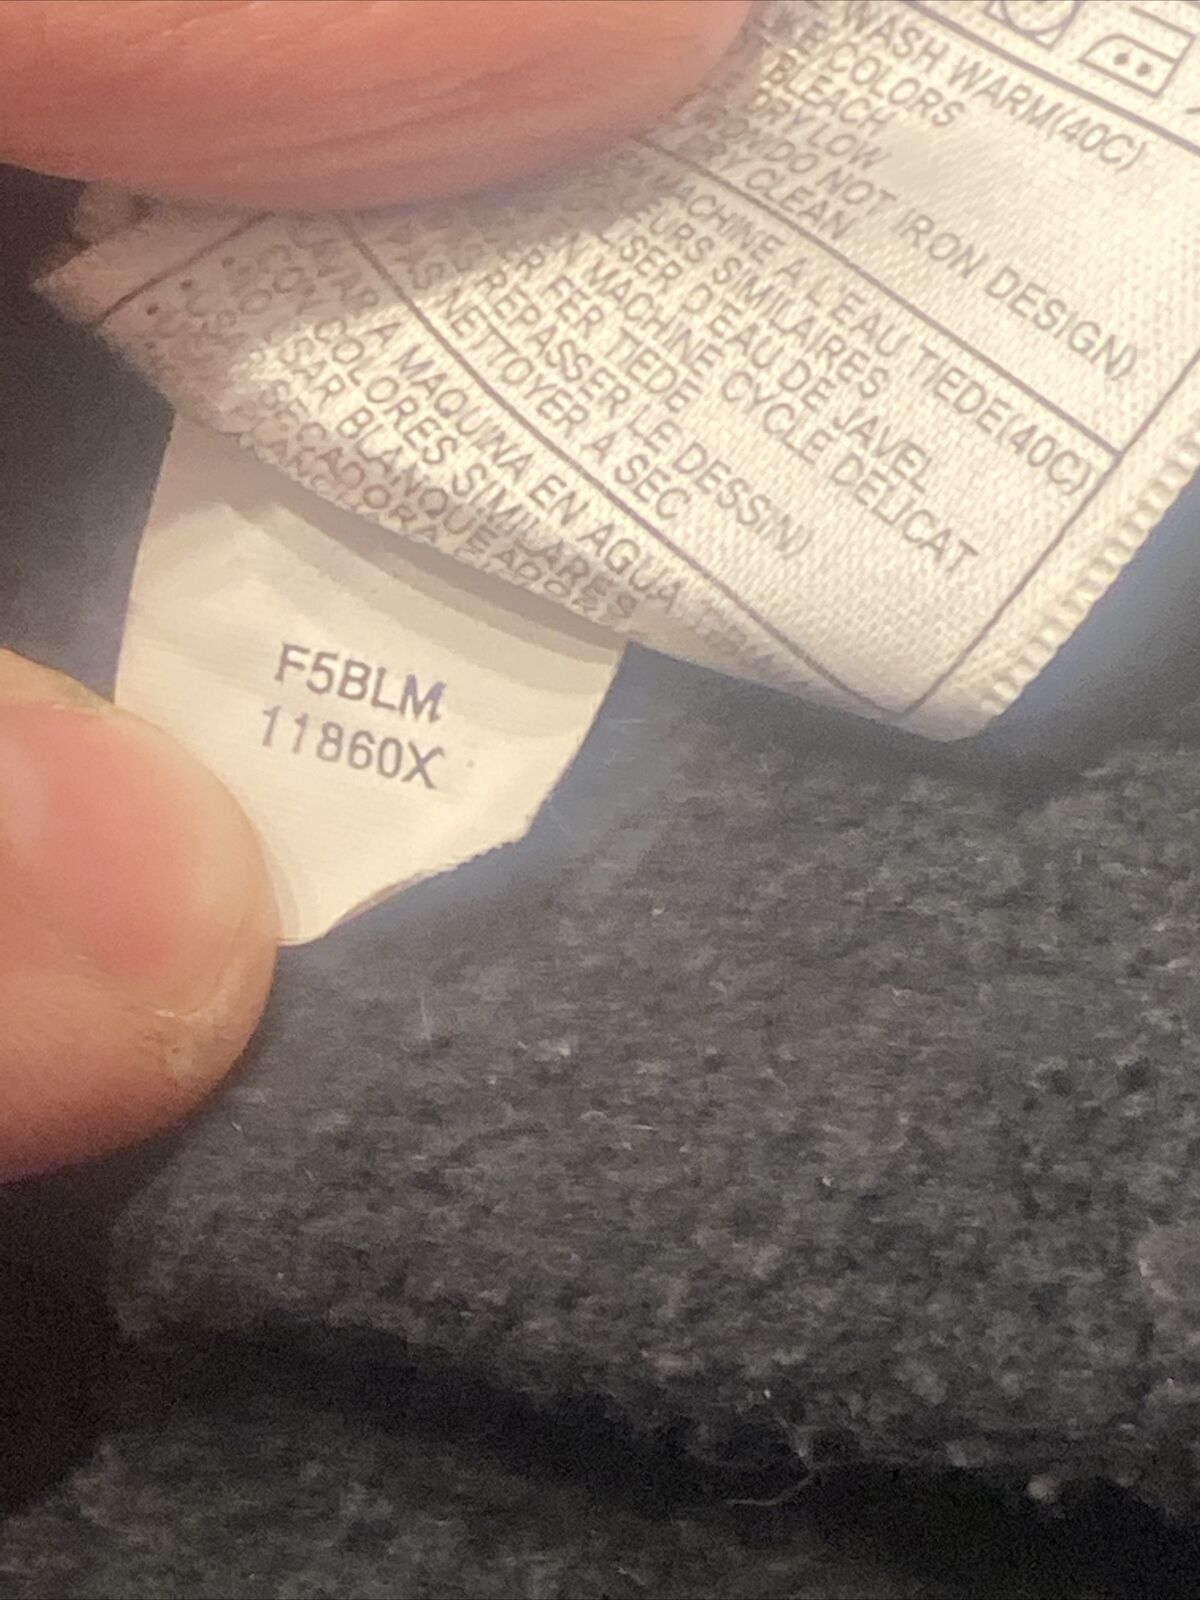 WASH WARM(40C)
COLORS
BLEACH
DRY LOW
DO NOT IRON DESIGN)
DRY CLEAN
MACHINE A L'EAU TIEDE(40C)
SIMILAIRES
D'EAU DE JAVEL
MACHINE CYCLE DELICAT
FER TIEDE
REPASSER LE DESSIN)
NETTOYER A SEC
A MAQUINA EN AGUA
CON COLORES SIMILARES
BLANQUEADOR
F5BLM
11860X